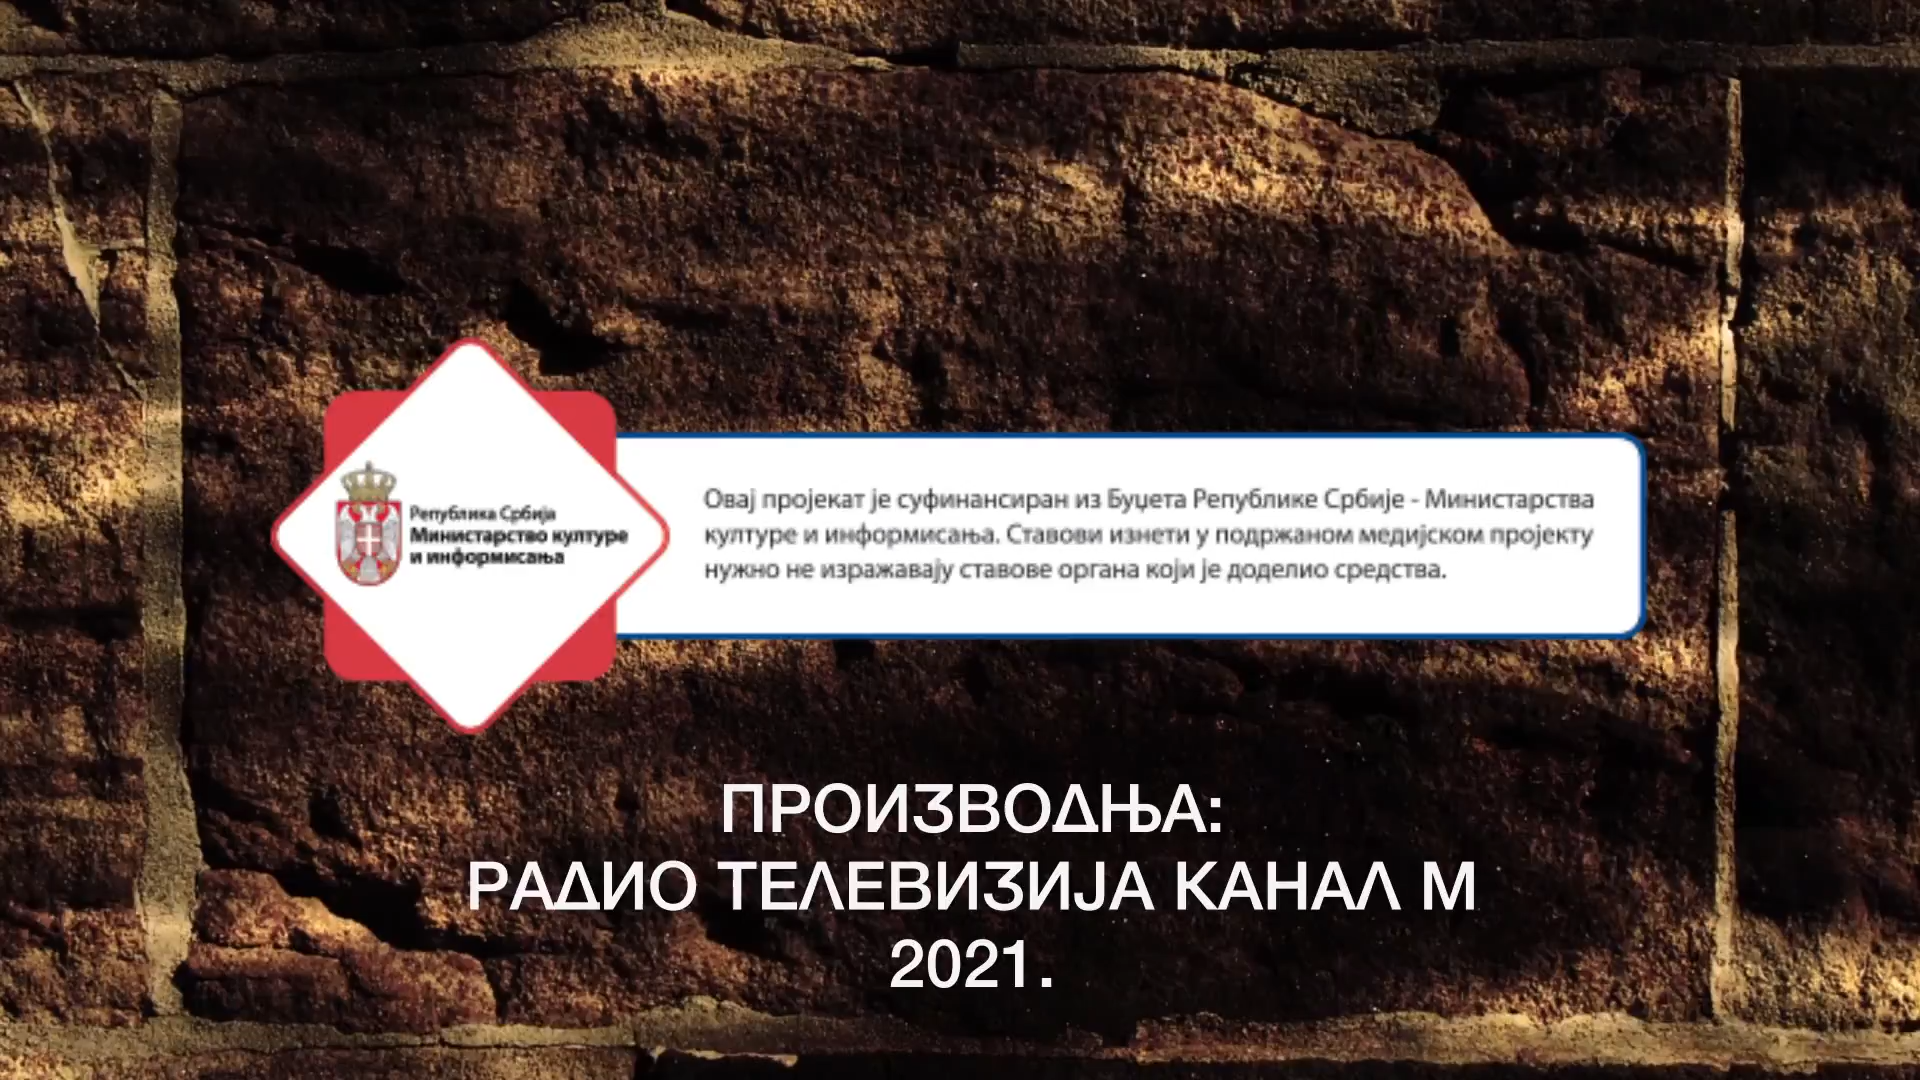 Република Србија
Министарство културе
и информисања
Овај пројекат је суфинансиран из Буџета Републике Србије - Министарства
културе и информисања. Ставови изнети у подржаном медијском пројекту
нужно не изражавају ставове органа који је доделио средства.
ПРОИЗВОДЊА:
РАДИО ТЕЛЕВИЗИЈА КАНАЛ М
2021.